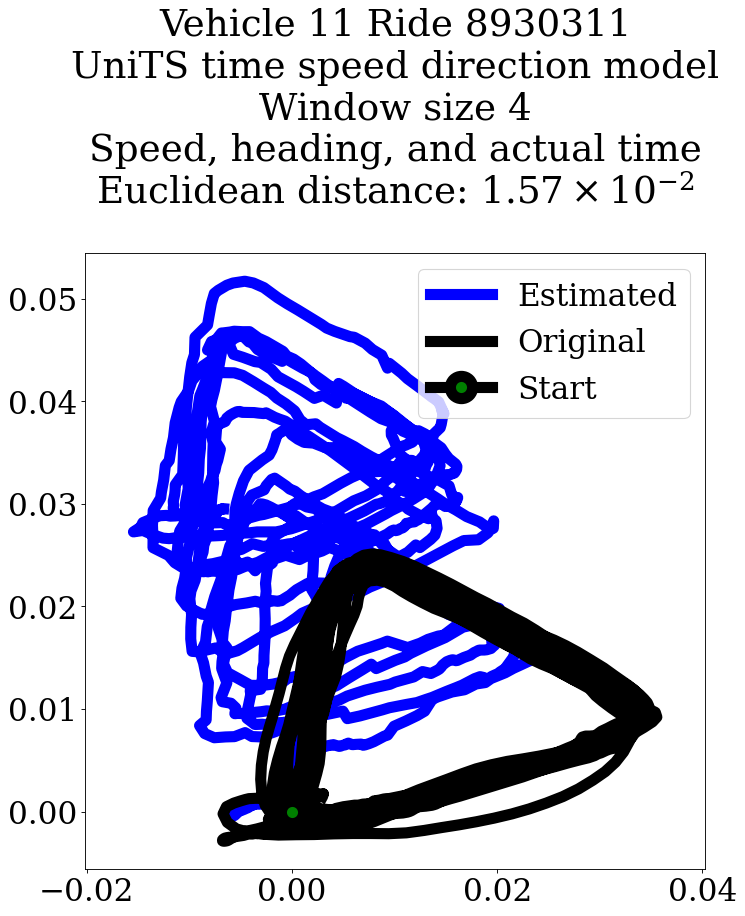 Vehicle 11 Ride 8930311
UniTS time speed direction model
Window size 4
Speed, heading, and actual time
Euclidean distance: 1.57 × 10⁻²
Estimated
Original
Start
0.05
0.04
0.03
0.02
0.01
0.00
−0.02
0.00
0.02
0.04